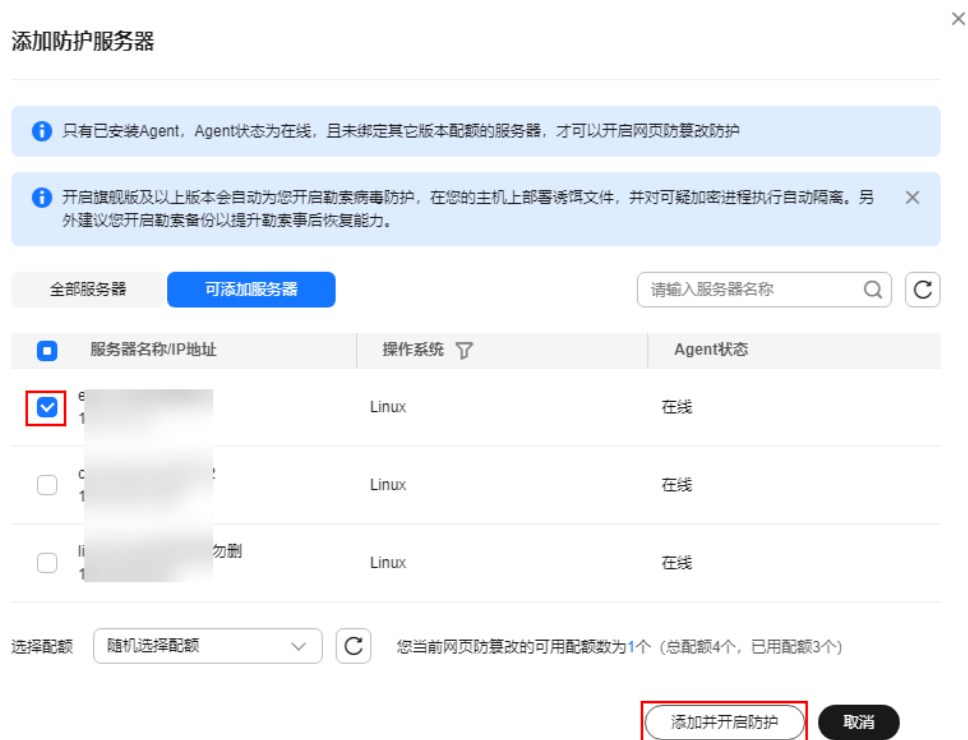 添加防护服务器
只有已安装Agent，Agent状态为在线，且未绑定其它版本配额的服务器，才可以开启网页防篡改防护
开启旗舰版及以上版本会自动为您开启勒索病毒防护，在您的主机上部署诱饵文件，并对可疑加密进程执行自动隔离。另
外建议您开启勒索备份以提升勒索事后恢复能力。
全部服务器 可添加服务器 请输入服务器名称
服务器名称/IP地址 操作系统 Agent状态
Linux 在线
Linux 在线
勿删
Linux 在线
选择配额 随机选择配额 您当前网页防篡改的可用配额数为1个（总配额4个，已用配额3个）
添加并开启防护 取消